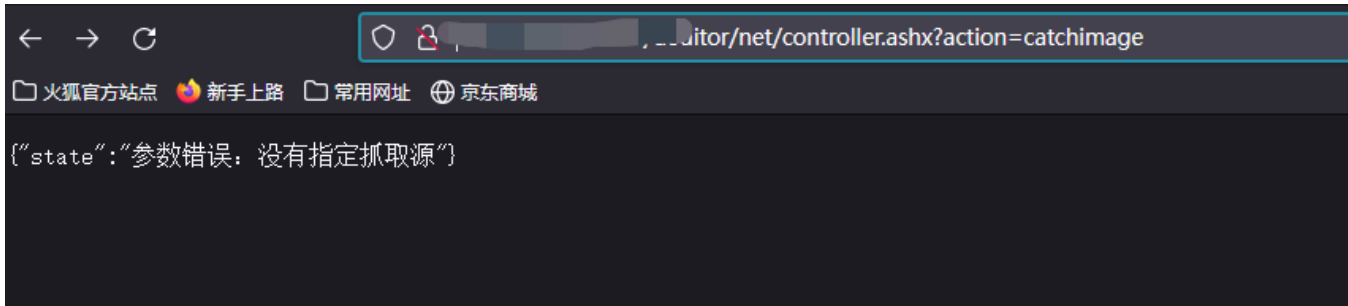 /net/controller.ashx?action=catchimage
火狐官方站点 新手上路 常用网址 京东商城
{"state":"参数错误：没有指定抓取源"}